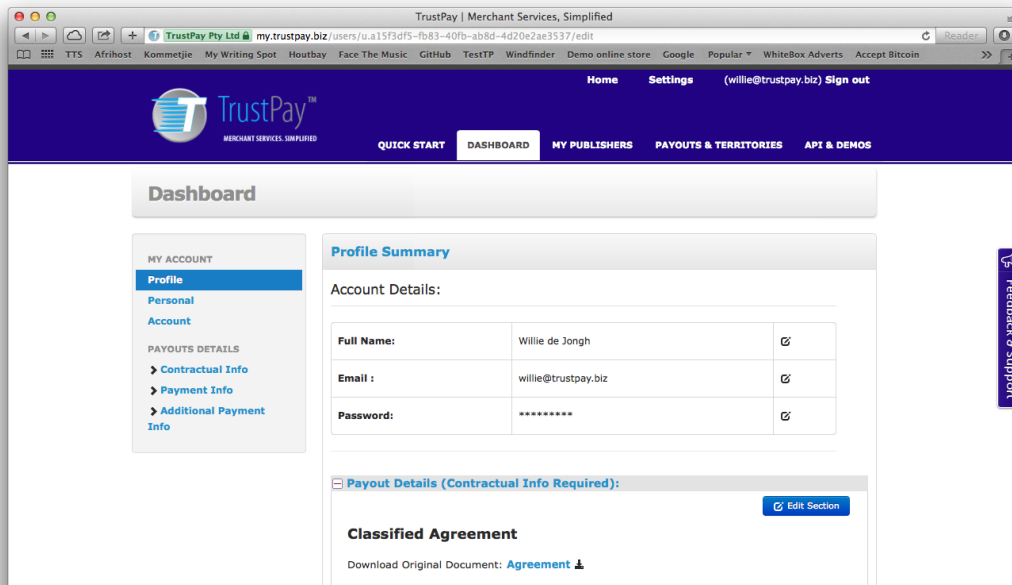 TrustPay | Merchant Services, Simplified
TrustPay Pty Ltd my.trustpay.biz/users/u.a15f3df5-fb83-40fb-ab8d-4d20e2ae3537/edit Reader
TTS Afrihost Kommetjie My Writing Spot Houtbay Face The Music GitHub TestTP Windfinder Demo online store Google Popular WhiteBox Adverts Accept Bitcoin
Home Settings (willie@trustpay.biz) Sign out
TrustPay™
MERCHANT SERVICES. SIMPLIFIED
QUICK START DASHBOARD MY PUBLISHERS PAYOUTS & TERRITORIES API & DEMOS
Dashboard
MY ACCOUNT
Profile
Personal
Account
PAYOUTS DETAILS
Contractual Info
Payment Info
Additional Payment
Info
Profile Summary
Account Details:
Full Name: Willie de Jongh
Email : willie@trustpay.biz
Password: *********
Payout Details (Contractual Info Required):
Edit Section
Classified Agreement
Download Original Document: Agreement
Feedback & Support